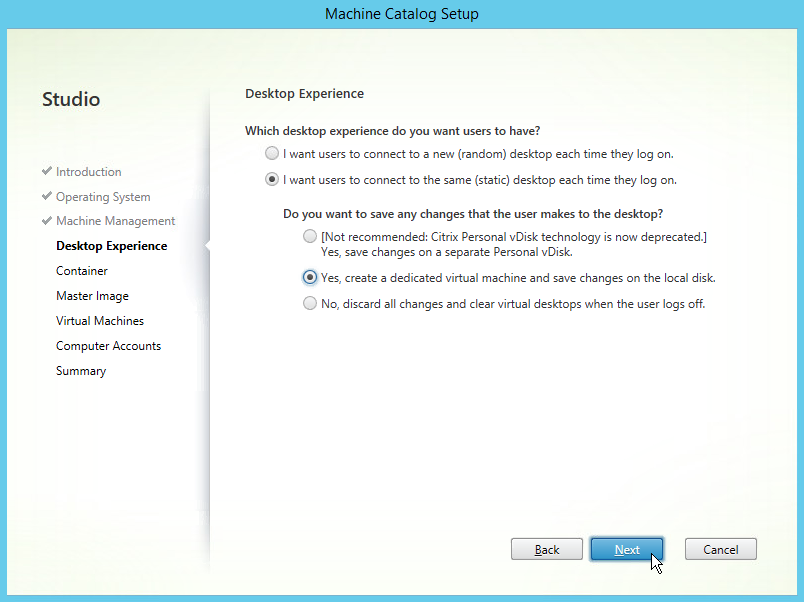 Machine Catalog Setup
Studio
Introduction
Operating System
Machine Management
Desktop Experience
Container
Master Image
Virtual Machines
Computer Accounts
Summary
Desktop Experience
Which desktop experience do you want users to have?
I want users to connect to a new (random) desktop each time they log on.
I want users to connect to the same (static) desktop each time they log on.
Do you want to save any changes that the user makes to the desktop?
[Not recommended: Citrix Personal vDisk technology is now deprecated.]
Yes, save changes on a separate Personal vDisk.
Yes, create a dedicated virtual machine and save changes on the local disk.
No, discard all changes and clear virtual desktops when the user logs off.
Back Next Cancel